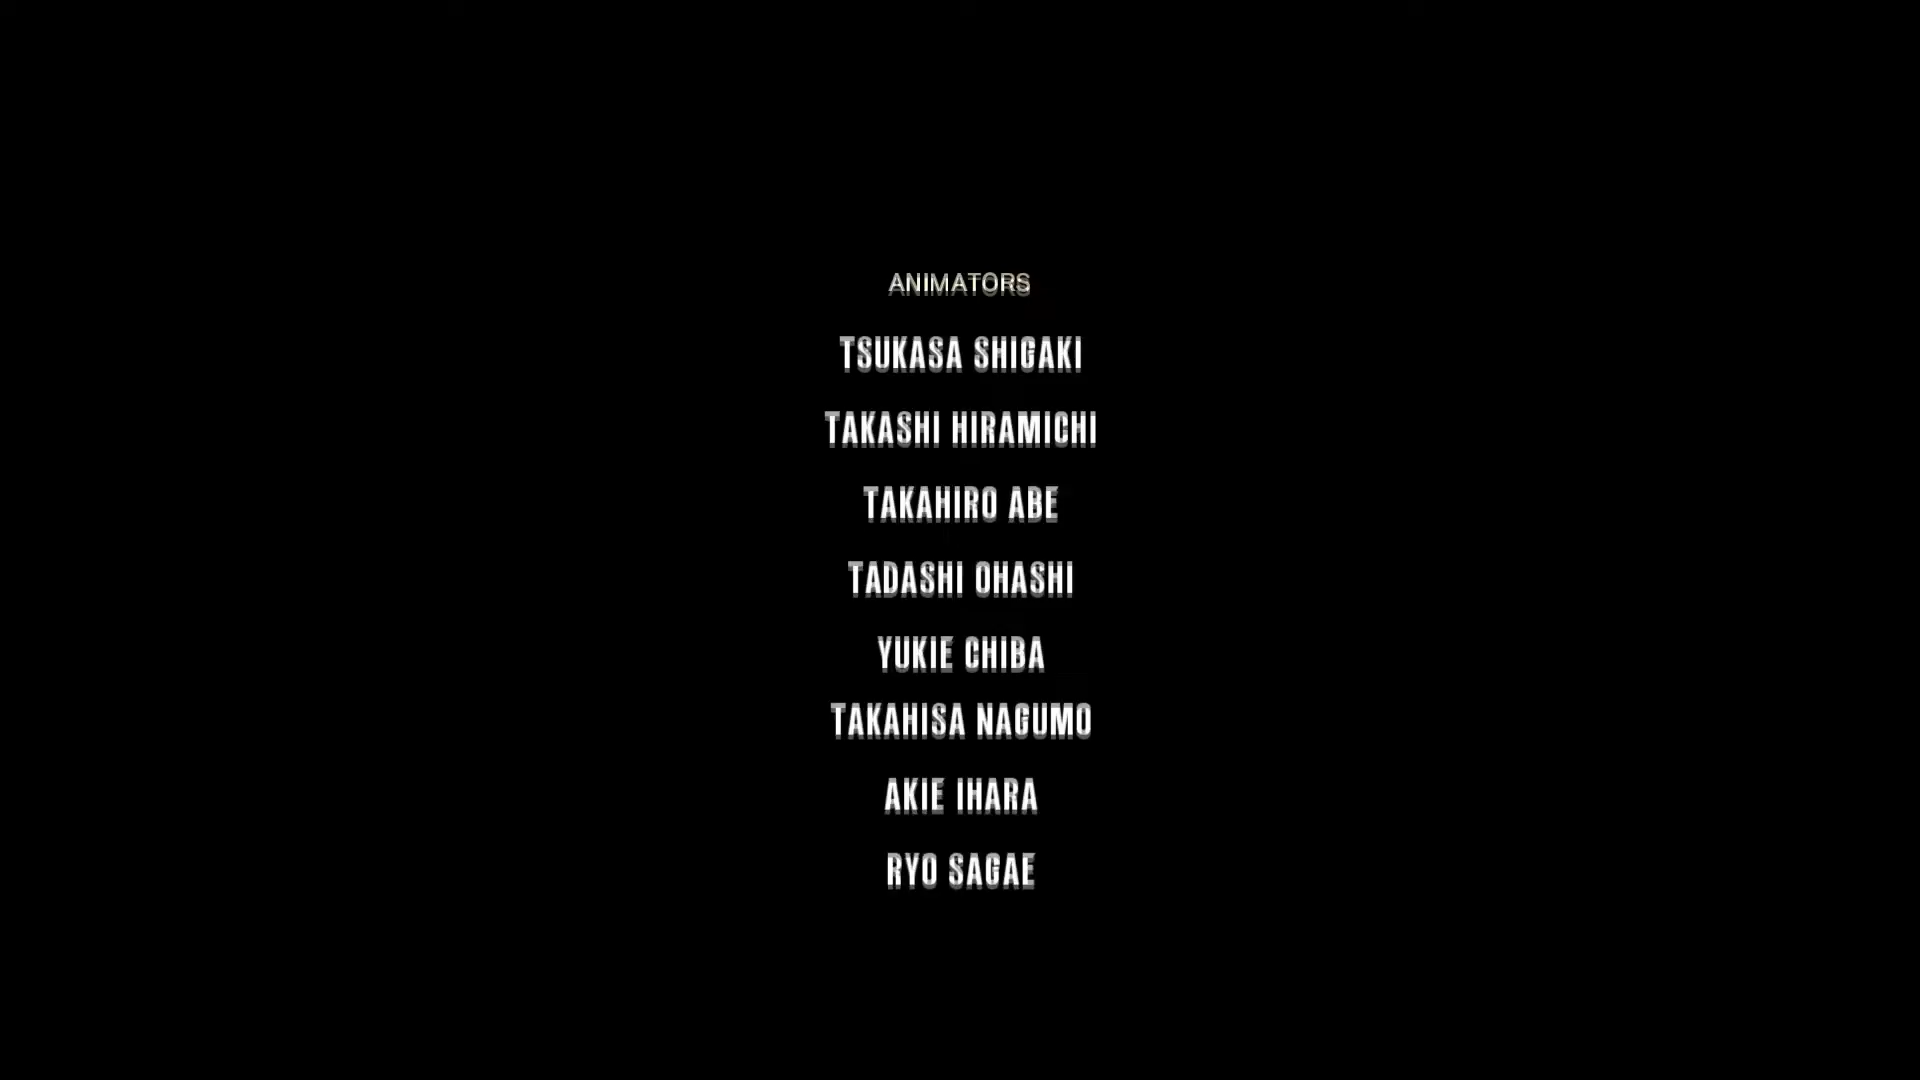 ANIMATORS
TSUKASA SHIGAKI
TAKASHI HIRAMICHI
TAKAHIRO ABE
TADASHI OHASHI
YUKIE CHIBA
TAKAHISA NAGUMO
AKIE IHARA
RYO SAGAE